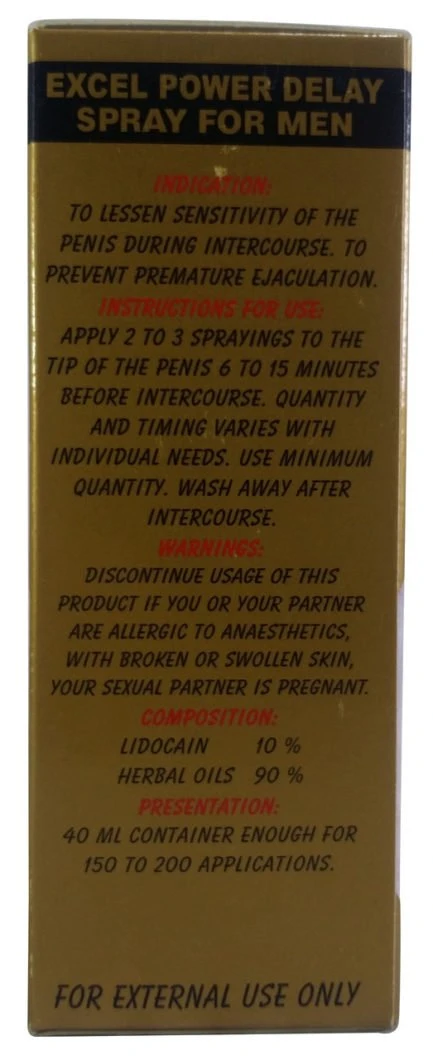 EXCEL POWER DELAY
SPRAY FOR MEN
INDICATION:
TO LESSEN SENSITIVITY OF THE
PENIS DURING INTERCOURSE. TO
PREVENT PREMATURE EJACULATION.
INSTRUCTIONS FOR USE:
APPLY 2 TO 3 SPRAYINGS TO THE
TIP OF THE PENIS 6 TO 15 MINUTES
BEFORE INTERCOURSE. QUANTITY
AND TIMING VARIES WITH
INDIVIDUAL NEEDS. USE MINIMUM
QUANTITY. WASH AWAY AFTER
INTERCOURSE.
WARNINGS:
DISCONTINUE USAGE OF THIS
PRODUCT IF YOU OR YOUR PARTNER
ARE ALLERGIC TO ANAESTHETICS,
WITH BROKEN OR SWOLLEN SKIN,
YOUR SEXUAL PARTNER IS PREGNANT.
COMPOSITION:
LIDOCAIN 10 %
HERBAL OILS 90 %
PRESENTATION:
40 ML CONTAINER ENOUGH FOR
150 TO 200 APPLICATIONS.
FOR EXTERNAL USE ONLY